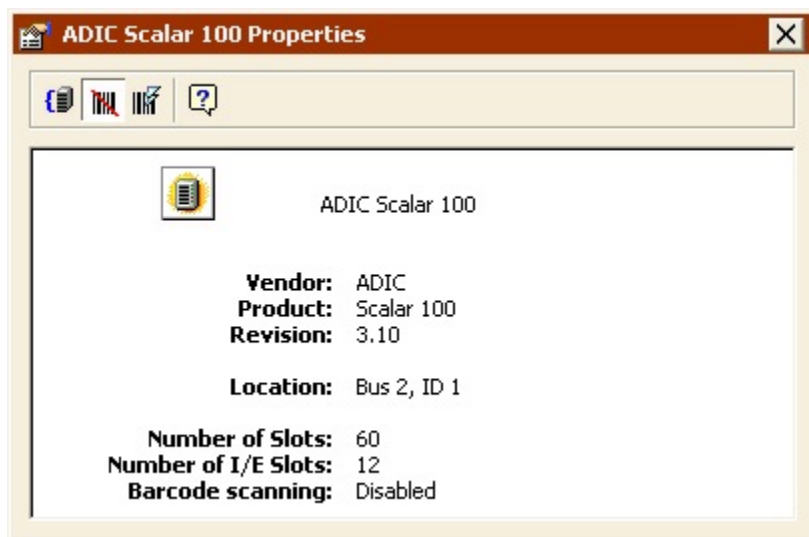 ADIC Scalar 100 Properties
ADIC Scalar 100
Vendor: ADIC
Product: Scalar 100
Revision: 3.10
Location: Bus 2, ID 1
Number of Slots: 60
Number of I/E Slots: 12
Barcode scanning: Disabled